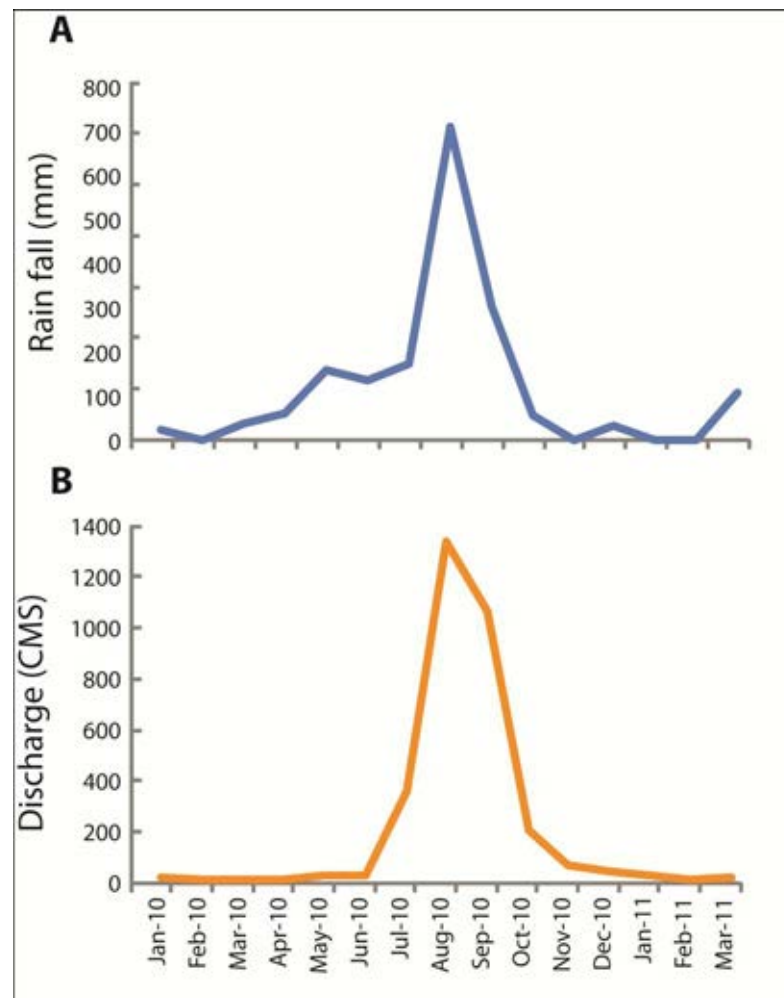 A
Rain fall (mm)
800
700
600
500
400
300
200
100
0
B
Discharge (CMS)
1400
1200
1000
800
600
400
200
0
Jan-10
Feb-10
Mar-10
Apr-10
May-10
Jun-10
Jul-10
Aug-10
Sep-10
Oct-10
Nov-10
Dec-10
Jan-11
Feb-11
Mar-11